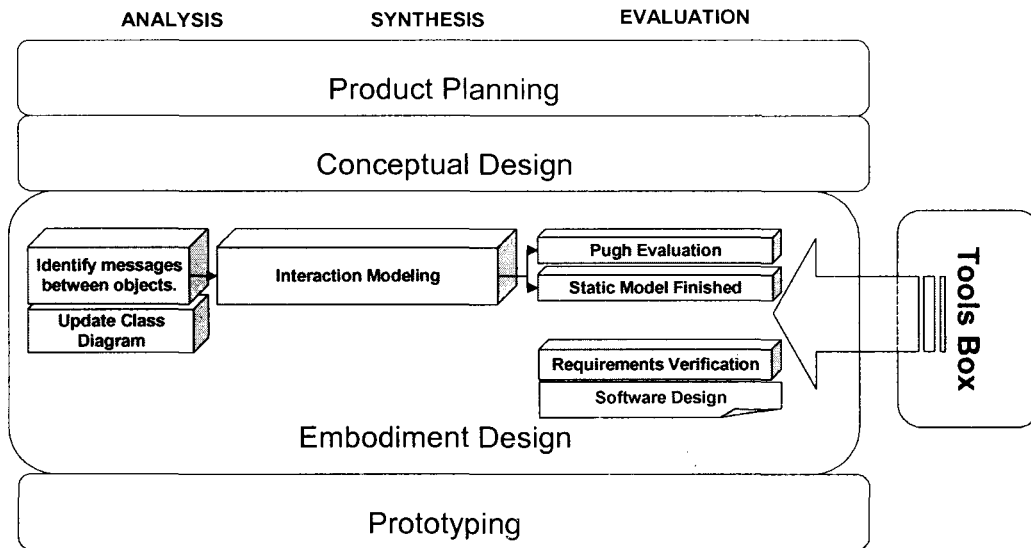 ANALYSIS SYNTHESIS EVALUATION
Product Planning
Conceptual Design
Identify messages
between objects.
Update Class
Diagram
Interaction Modeling
Pugh Evaluation
Static Model Finished
Requirements Verification
Software Design
Embodiment Design
Tools Box
Prototyping